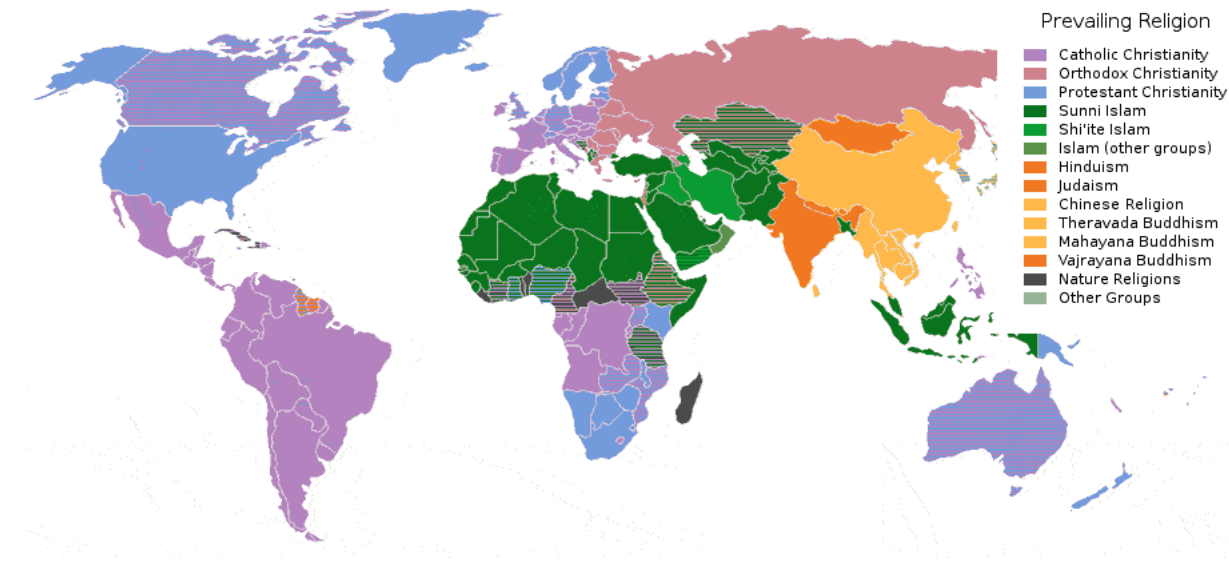 Prevailing Religion
Catholic Christianity
Orthodox Christianity
Protestant Christianity
Sunni Islam
Shi'ite Islam
Islam (other groups)
Hinduism
Judaism
Chinese Religion
Theravada Buddhism
Mahayana Buddhism
Vajrayana Buddhism
Nature Religions
Other Groups